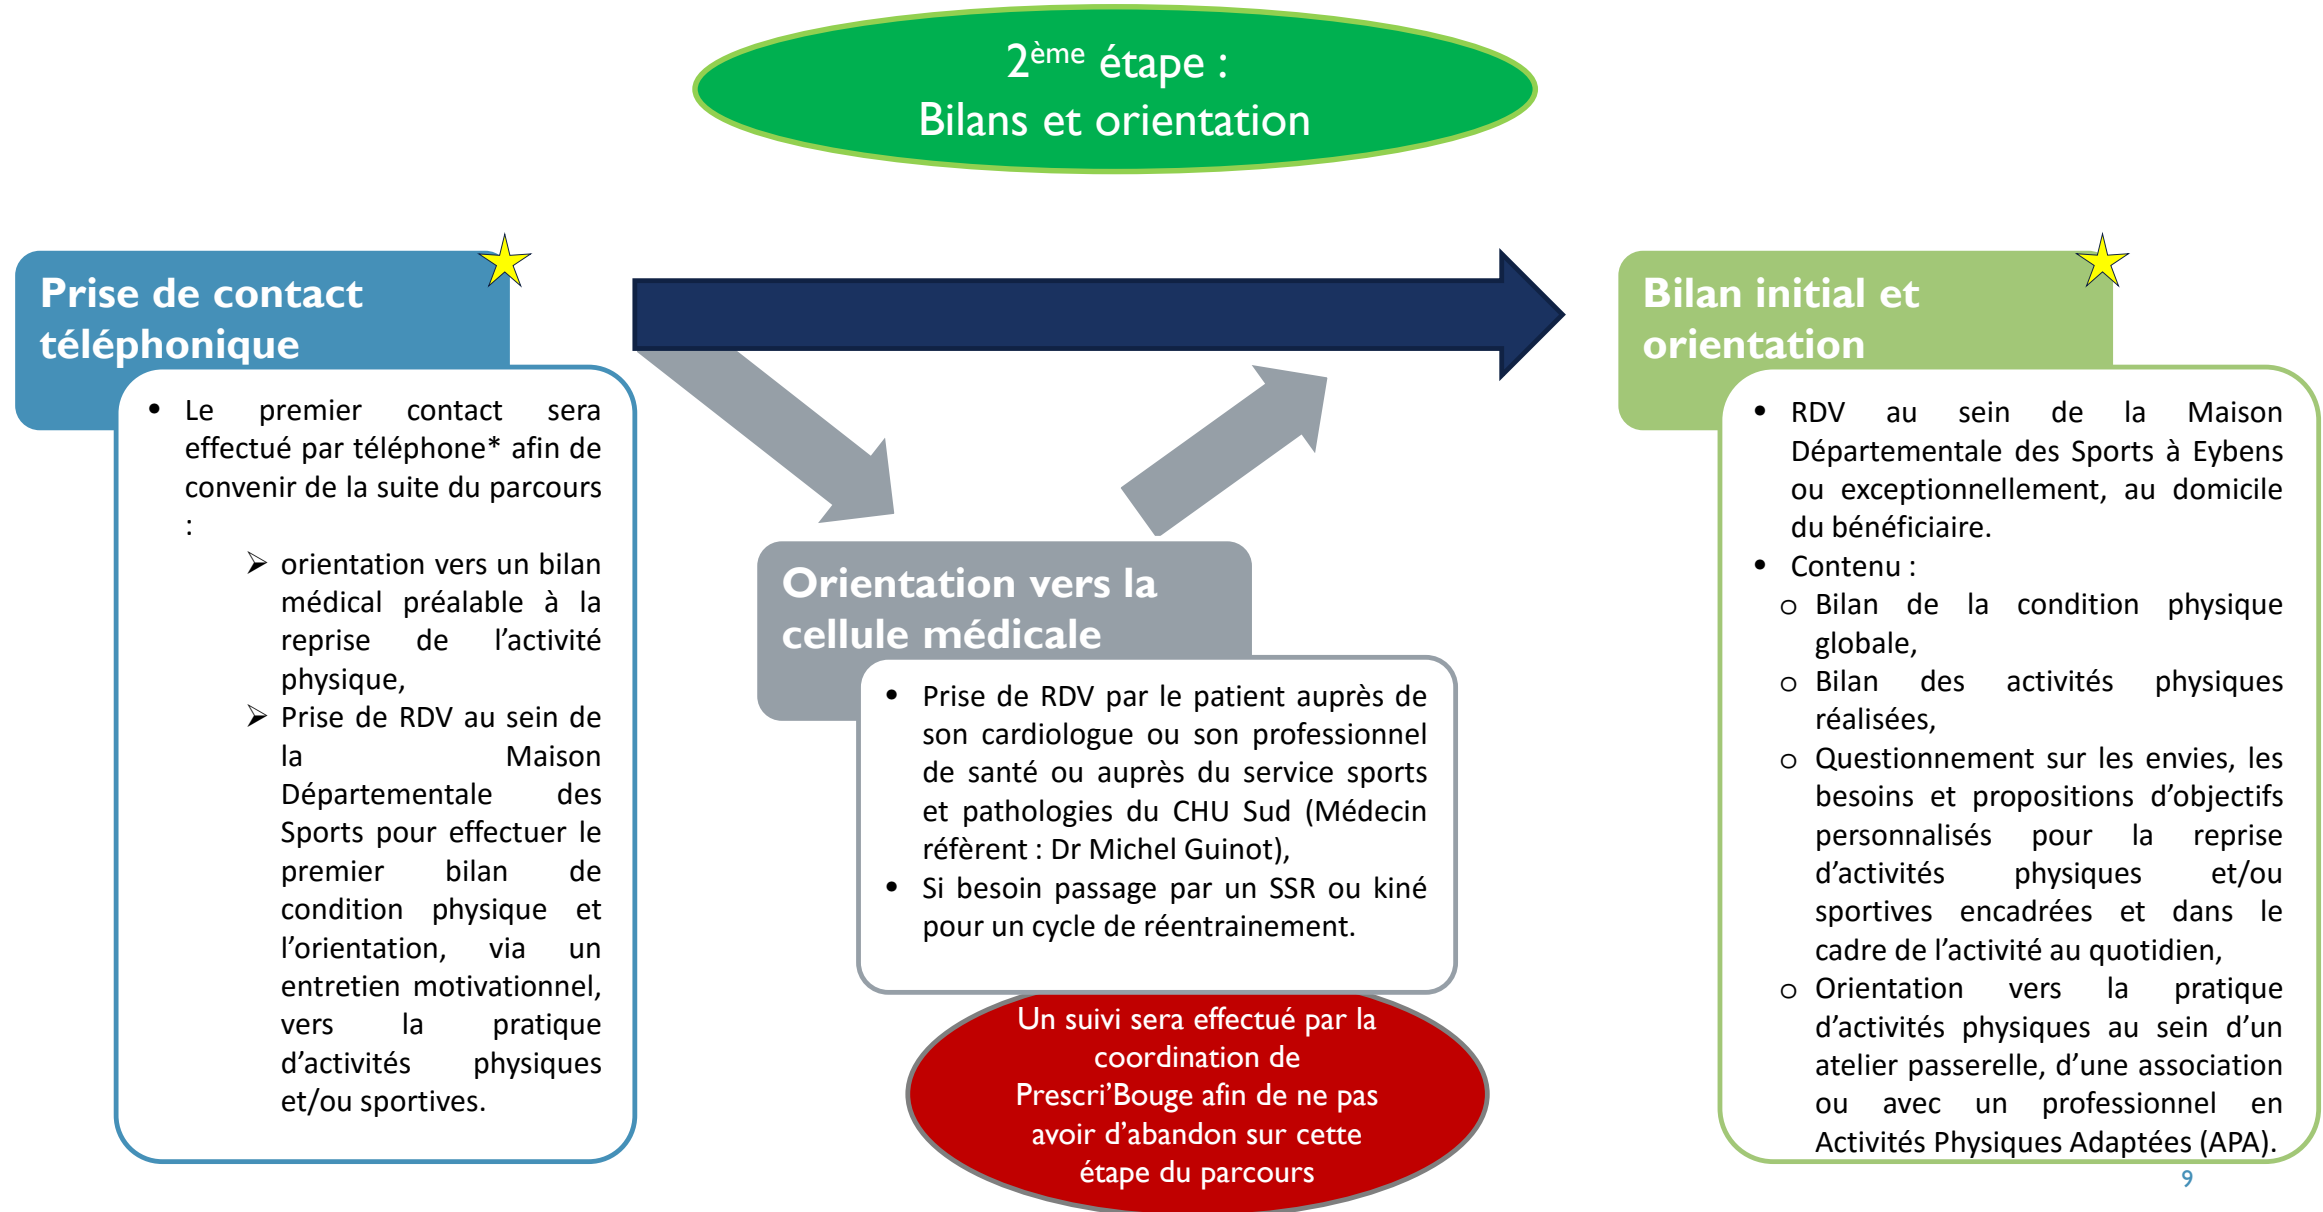 2ème étape :
Bilans et orientation
Prise de contact
téléphonique
• Le premier contact sera
effectué par téléphone* afin de
convenir de la suite du parcours
:
➢ orientation vers un bilan
médical préalable à la
reprise de l’activité
physique,
➢ Prise de RDV au sein de
la Maison
Départementale des
Sports pour effectuer le
premier bilan de
condition physique et
l’orientation, via un
entretien motivationnel,
vers la pratique
d’activités physiques
et/ou sportives.
Orientation vers la
cellule médicale
• Prise de RDV par le patient auprès de
son cardiologue ou son professionnel
de santé ou auprès du service sports
et pathologies du CHU Sud (Médecin
réfèrent : Dr Michel Guinot),
• Si besoin passage par un SSR ou kiné
pour un cycle de réentrainement.
Un suivi sera effectué par la
coordination de
Prescri’Bouge afin de ne pas
avoir d’abandon sur cette
étape du parcours
Bilan initial et
orientation
• RDV au sein de la Maison
Départementale des Sports à Eybens
ou exceptionnellement, au domicile
du bénéficiaire.
• Contenu :
o Bilan de la condition physique
globale,
o Bilan des activités physiques
réalisées,
o Questionnement sur les envies, les
besoins et propositions d’objectifs
personnalisés pour la reprise
d’activités physiques et/ou
sportives encadrées et dans le
cadre de l’activité au quotidien,
o Orientation vers la pratique
d’activités physiques au sein d’un
atelier passerelle, d’une association
ou avec un professionnel en
Activités Physiques Adaptées (APA).
9